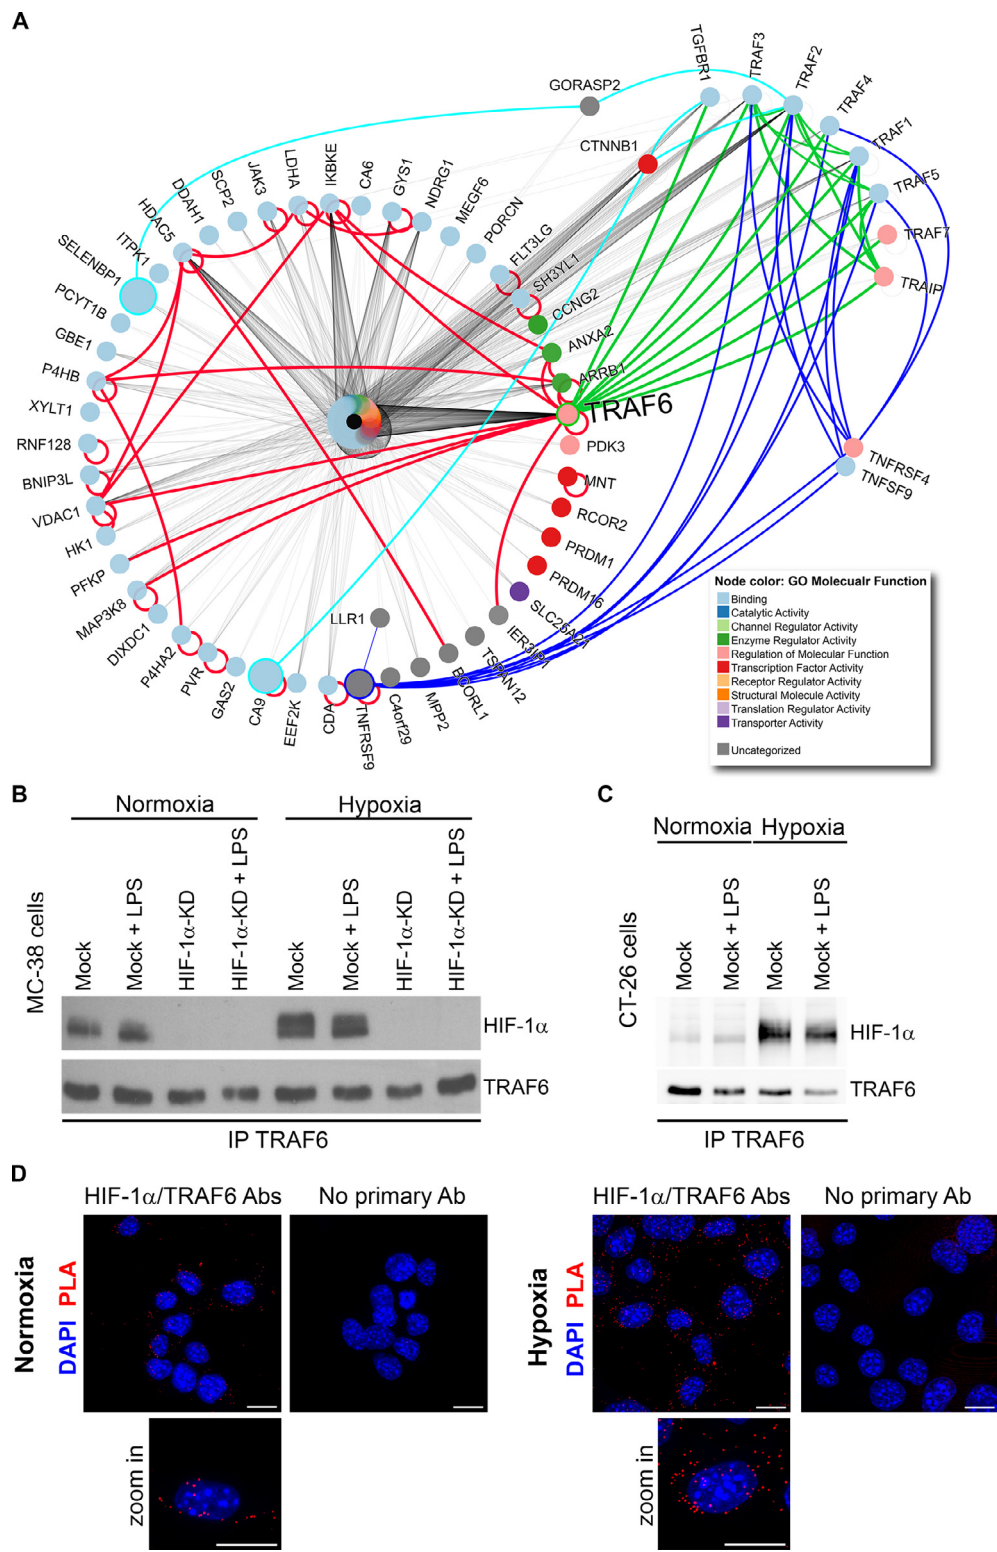 A
TGFBR1
TRAF3
TRAF2
TRAF4
TRAF1
TRAF5
TRAF7
TRAIP
GORASP2
CTNNB1
SELENBP1
ITPK1
HDAC5
DDAH1
SCP2
JAK3
LDHA
IKBKE
CA6
GYS1
NDRG1
MEGF6
PORCN
FLT3LG
SH3YL1
CCNG2
ANXA2
ARRB1
TRAF6
PDK3
MNT
RCOR2
PRDM1
PRDM16
SLC25A21
IER3IP1
TSPAN12
BCORL1
MPP2
C4orf29
LLR1
TNFRSF9
CDA
EEF2K
CA9
GAS2
PVR
P4HA2
DIXDC1
MAP3K8
PFKP
HK1
VDAC1
BNIP3L
RNF128
XYLT1
P4HB
GBE1
PCYT1B
TNFRSF4
TNFSF9
Node color: GO Molecualr Function
Binding
Catalytic Activity
Channel Regulator Activity
Enzyme Regulator Activity
Regulation of Molecular Function
Transcription Factor Activity
Receptor Regulator Activity
Structural Molecule Activity
Translation Regulator Activity
Transporter Activity
Uncategorized
B
Normoxia
Hypoxia
MC-38 cells
Mock
Mock + LPS
HIF-1α-KD
HIF-1α-KD + LPS
Mock
Mock + LPS
HIF-1α-KD
HIF-1α-KD + LPS
HIF-1α
TRAF6
IP TRAF6
C
Normoxia
Hypoxia
CT-26 cells
Mock
Mock + LPS
Mock
Mock + LPS
HIF-1α
TRAF6
IP TRAF6
D
HIF-1α/TRAF6 Abs
No primary Ab
Normoxia
DAPI PLA
zoom in
HIF-1α/TRAF6 Abs
No primary Ab
Hypoxia
DAPI PLA
zoom in